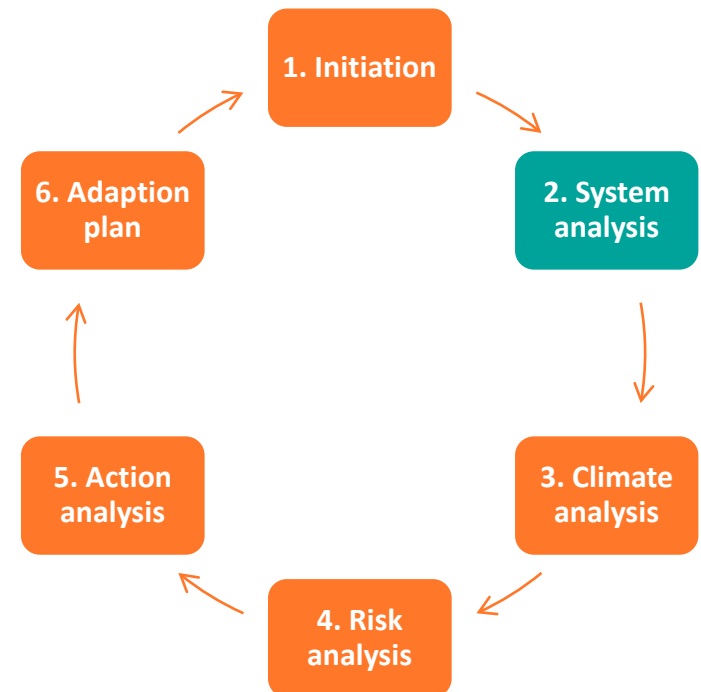 1. Initiation
2. System
analysis
3. Climate
analysis
4. Risk
analysis
5. Action
analysis
6. Adaption
plan